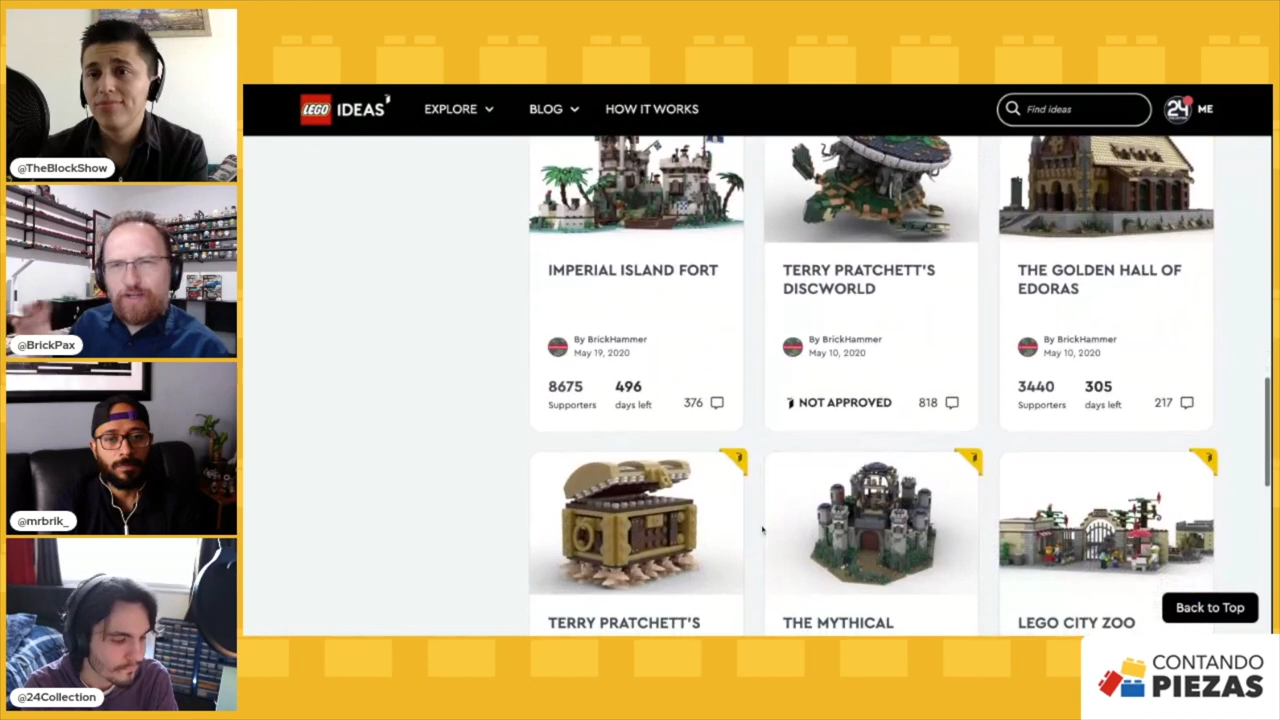 @TheBlockShow
@BrickPax
@mrbrik_
@24Collection
LEGO IDEAS
EXPLORE
BLOG
HOW IT WORKS
Find ideas
24
ME
IMPERIAL ISLAND FORT
By BrickHammer
May 19, 2020
8675
Supporters
496
days left
376
TERRY PRATCHETT'S
DISCWORLD
By BrickHammer
May 10, 2020
NOT APPROVED
818
THE GOLDEN HALL OF
EDORAS
By BrickHammer
May 10, 2020
3440
Supporters
305
days left
217
TERRY PRATCHETT'S
THE MYTHICAL
LEGO CITY ZOO
Back to Top
CONTANDO
PIEZAS